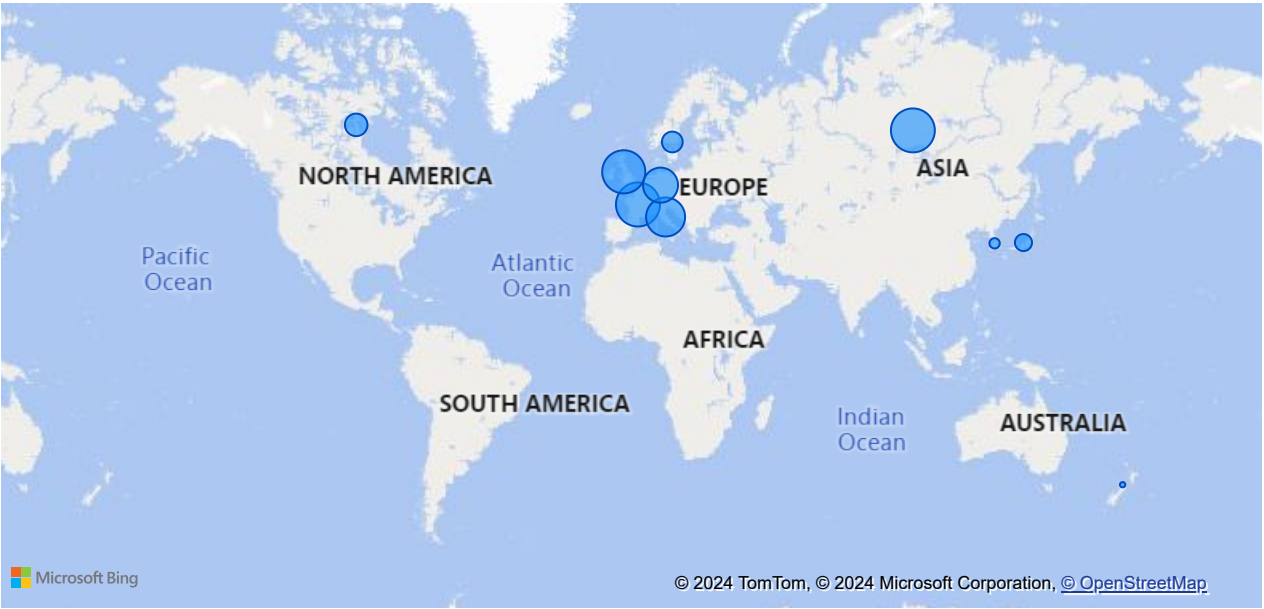 NORTH AMERICA
ASIA
EUROPE
Pacific
Ocean
Atlantic
Ocean
AFRICA
SOUTH AMERICA
Indian
Ocean
AUSTRALIA
Microsoft Bing
© 2024 TomTom, © 2024 Microsoft Corporation, © OpenStreetMap